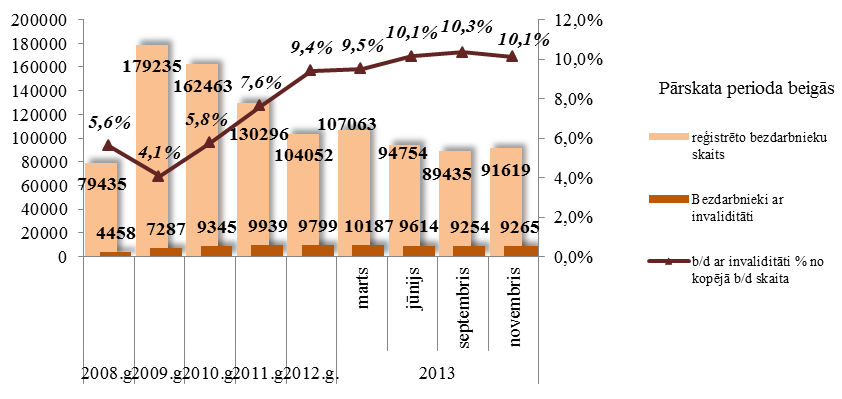 200000
180000
160000
140000
120000
100000
80000
60000
40000
20000
0
12,0%
10,0%
8,0%
6,0%
4,0%
2,0%
0,0%
5,6%
4,1%
5,8%
7,6%
9,4%
9,5%
10,1%
10,3%
10,1%
79435
179235
162463
130296
104052
107063
94754
89435
91619
4458
7287
9345
9939
9799
10187
9614
9254
9265
marts
jūnijs
septembris
novembris
2008.g.
2009.g.
2010.g.
2011.g.
2012.g.
2013
Pārskata perioda beigās
reģistrēto bezdarbnieku
skaits
Bezdarbnieki ar
invaliditāti
b/d ar invaliditāti % no
kopējā b/d skaita